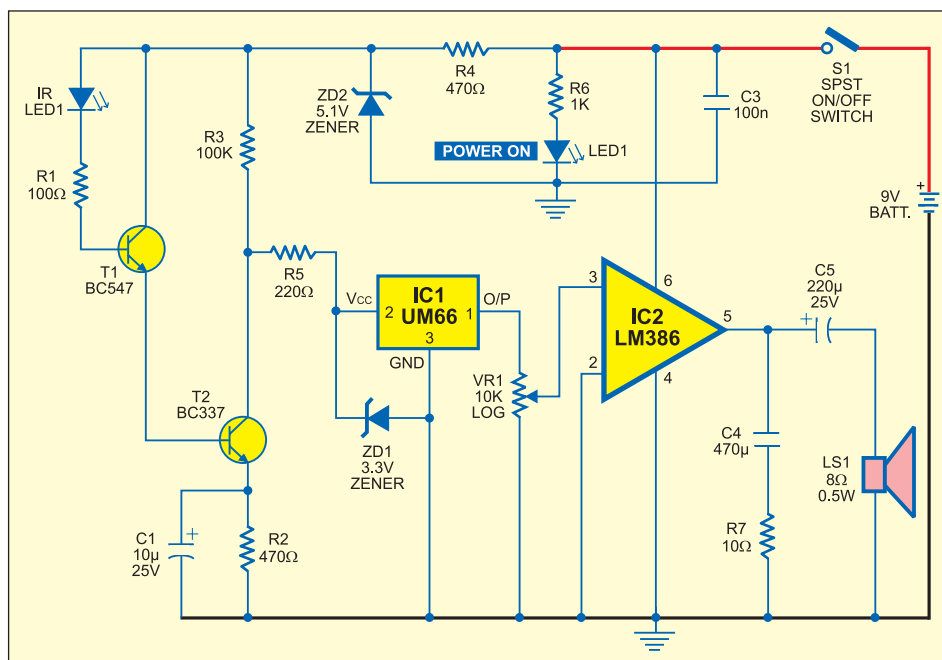 IR
LED1
R1
100Ω
T1
BC547
T2
BC337
C1
10µ
25V
+
R2
470Ω
R3
100K
R4
470Ω
ZD2
5.1V
ZENER
R6
1K
POWER ON
LED1
C3
100n
S1
SPST
ON/OFF
SWITCH
+
9V
BATT.
R5
220Ω
VCC
2
IC1
UM66
1
3
O/P
GND
ZD1
3.3V
ZENER
VR1
10K
LOG
3
2
6
IC2
LM386
5
4
C5
220µ
25V
+
C4
470µ
R7
10Ω
LS1
8Ω
0.5W